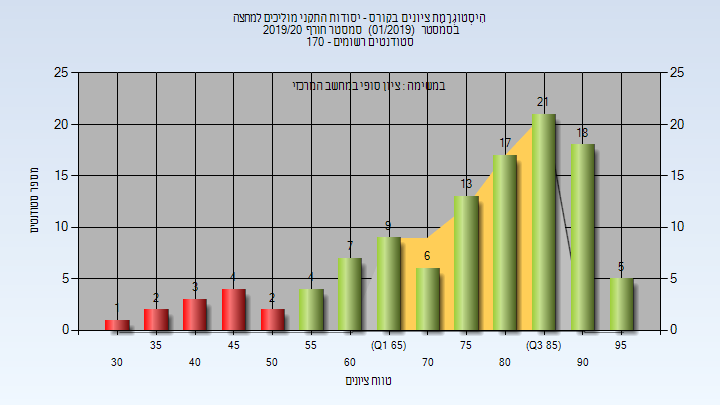 היסטוגרמת ציונים בקורס - יסודות התקני מוליכים למחצה
בסמסטר (01/2019) סמסטר חורף 2019/20
סטודנטים רשומים - 170
במשימה : ציון סופי במחשב המרכזי
מספר סטודנטים
25 25
20 20
15 15
10 10
5 5
0 0
1 2 3 4 2 4 7 9 6 13 17 21 18 5
35 45 55 (Q1 65) 75 (Q3 85) 95
30 40 50 60 70 80 90
טווח ציונים